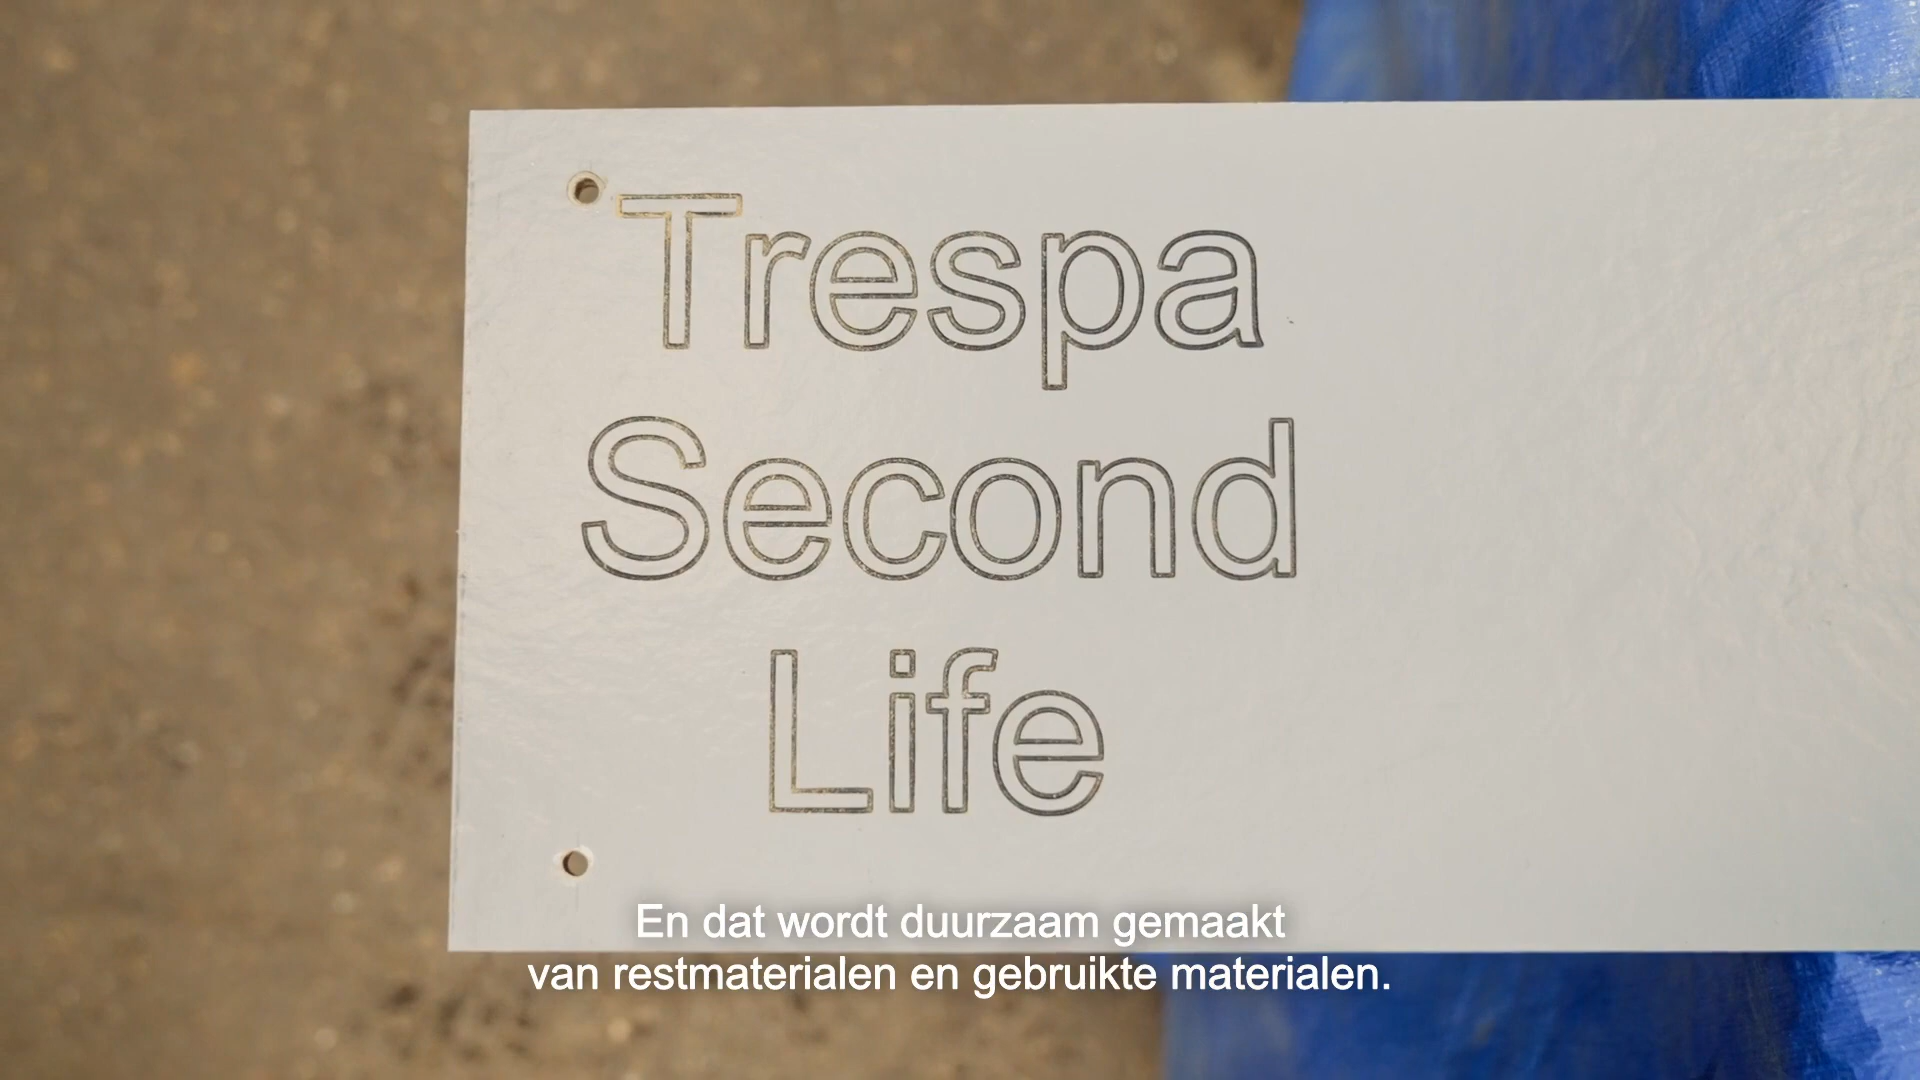 Trespa
Second
Life
En dat wordt duurzaam gemaakt
van restmaterialen en gebruikte materialen.